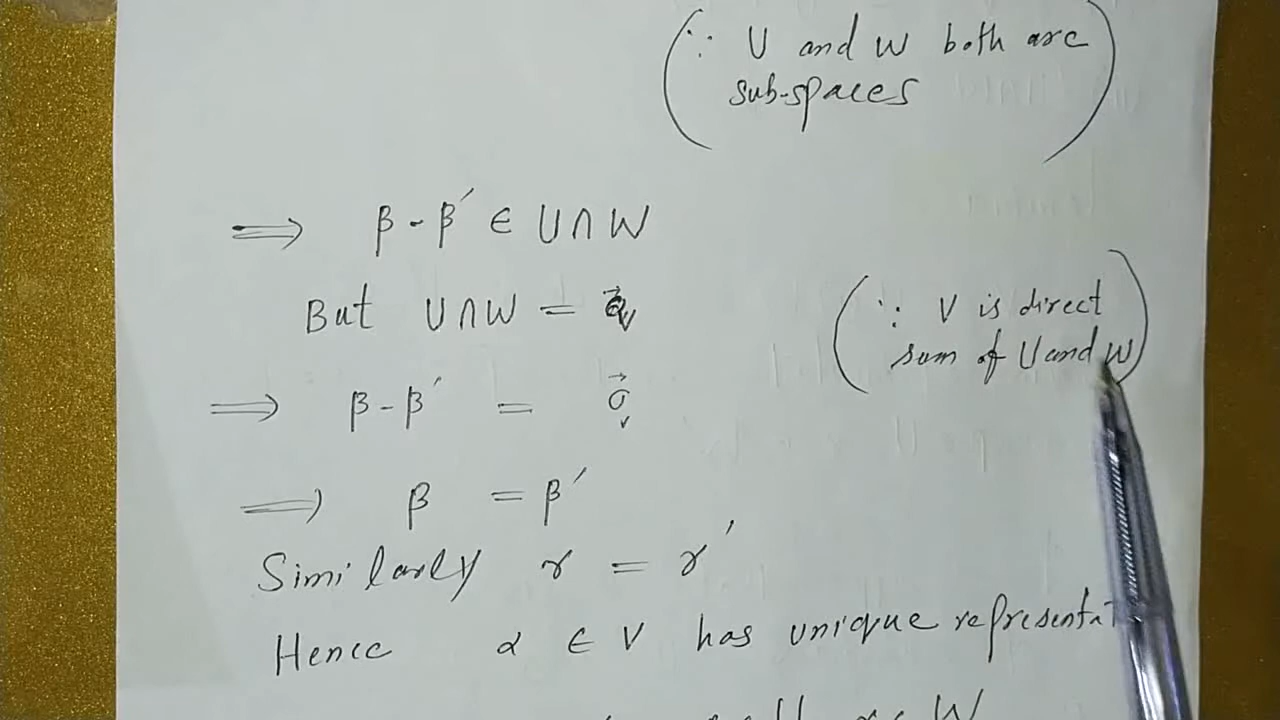 (∵ U and W both are
sub-spaces)
⟹ β - β′ ∈ U∩W
But U∩W = 0⃗ᵥ
(∵ V is direct
sum of U and W)
⟹ β - β′ = 0⃗ᵥ
⟹ β = β′
Similarly γ = γ′
Hence α ∈ V has unique representat
W